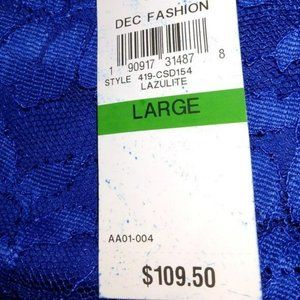 DEC FASHION
1 90917 31487 8
STYLE 419-CSD154
LAZULITE
LARGE
AA01-004
$109.50